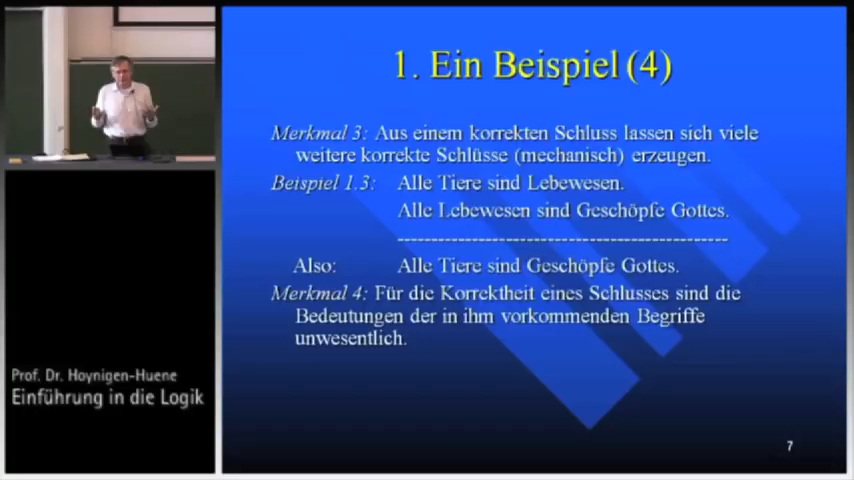 1. Ein Beispiel (4)
Merkmal 3: Aus einem korrekten Schluss lassen sich viele
weitere korrekte Schlüsse (mechanisch) erzeugen.
Beispiel 1.3: Alle Tiere sind Lebewesen.
Alle Lebewesen sind Geschöpfe Gottes.
------------------------------------------------
Also: Alle Tiere sind Geschöpfe Gottes.
Merkmal 4: Für die Korrektheit eines Schlusses sind die
Bedeutungen der in ihm vorkommenden Begriffe
unwesentlich.
Prof. Dr. Hoynigen-Huene
Einführung in die Logik
7